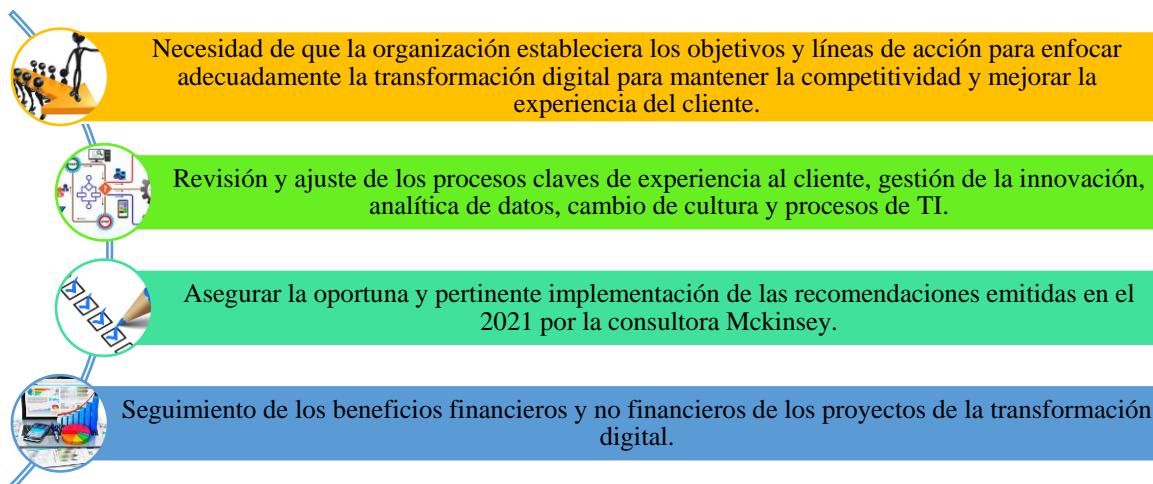 Necesidad de que la organización estableciera los objetivos y líneas de acción para enfocar
adecuadamente la transformación digital para mantener la competitividad y mejorar la
experiencia del cliente.
Revisión y ajuste de los procesos claves de experiencia al cliente, gestión de la innovación,
analítica de datos, cambio de cultura y procesos de TI.
Asegurar la oportuna y pertinente implementación de las recomendaciones emitidas en el
2021 por la consultora Mckinsey.
Seguimiento de los beneficios financieros y no financieros de los proyectos de la transformación
digital.